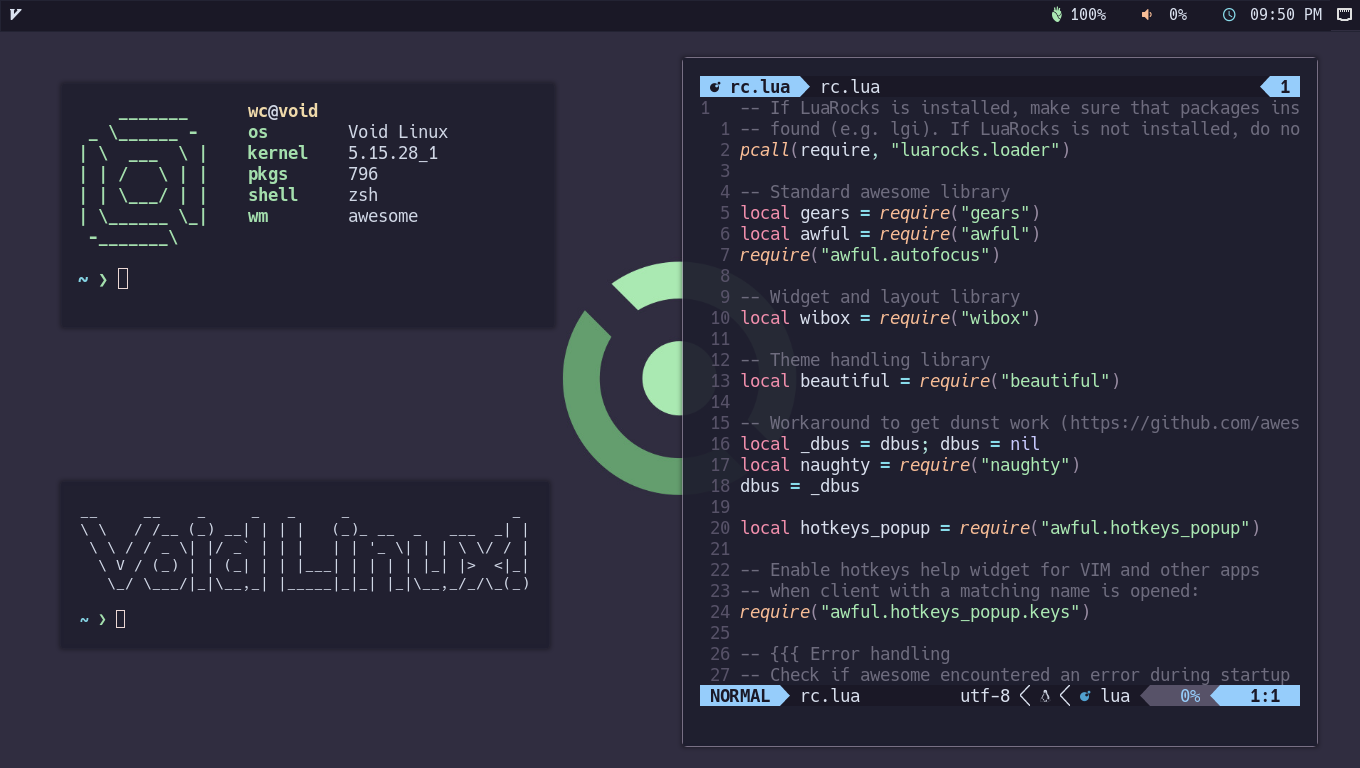 100% 0% 09:50 PM
wc@void
os Void Linux
kernel 5.15.28_1
pkgs 796
shell zsh
wm awesome
~ ❯
Void Linux!
~ ❯
rc.lua rc.lua 1
1 -- If LuaRocks is installed, make sure that packages ins
1 -- found (e.g. lgi). If LuaRocks is not installed, do no
2 pcall(require, "luarocks.loader")
3
4 -- Standard awesome library
5 local gears = require("gears")
6 local awful = require("awful")
7 require("awful.autofocus")
8
9 -- Widget and layout library
10 local wibox = require("wibox")
11
12 -- Theme handling library
13 local beautiful = require("beautiful")
14
15 -- Workaround to get dunst work (https://github.com/awes
16 local _dbus = dbus; dbus = nil
17 local naughty = require("naughty")
18 dbus = _dbus
19
20 local hotkeys_popup = require("awful.hotkeys_popup")
21
22 -- Enable hotkeys help widget for VIM and other apps
23 -- when client with a matching name is opened:
24 require("awful.hotkeys_popup.keys")
25
26 -- {{{ Error handling
27 -- Check if awesome encountered an error during startup
NORMAL rc.lua utf-8 lua 0% 1:1